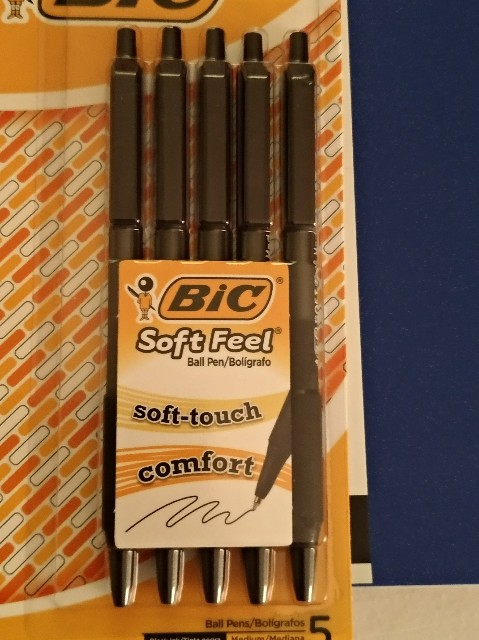 BiC
BiC®
Soft Feel®
Ball Pen/Bolígrafo
soft-touch
comfort
Ball Pens/Bolígrafos
5
Medium/Mediana